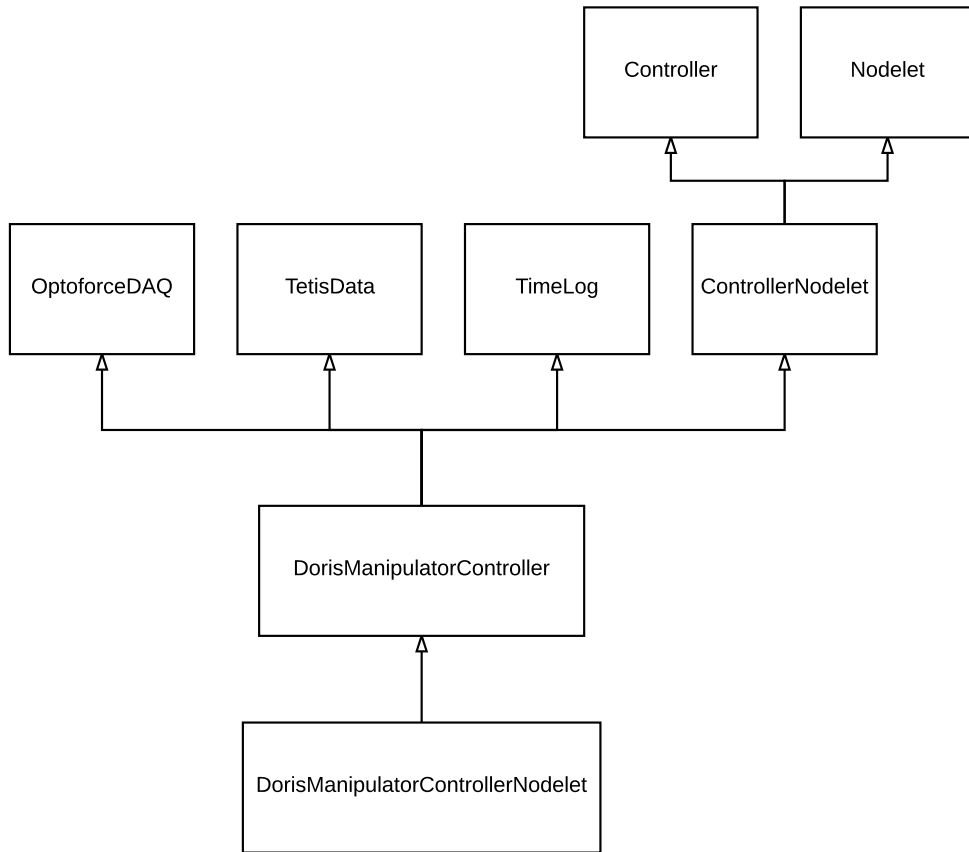 Controller
Nodelet
OptoforceDAQ
TetisData
TimeLog
ControllerNodelet
DorisManipulatorController
DorisManipulatorControllerNodelet